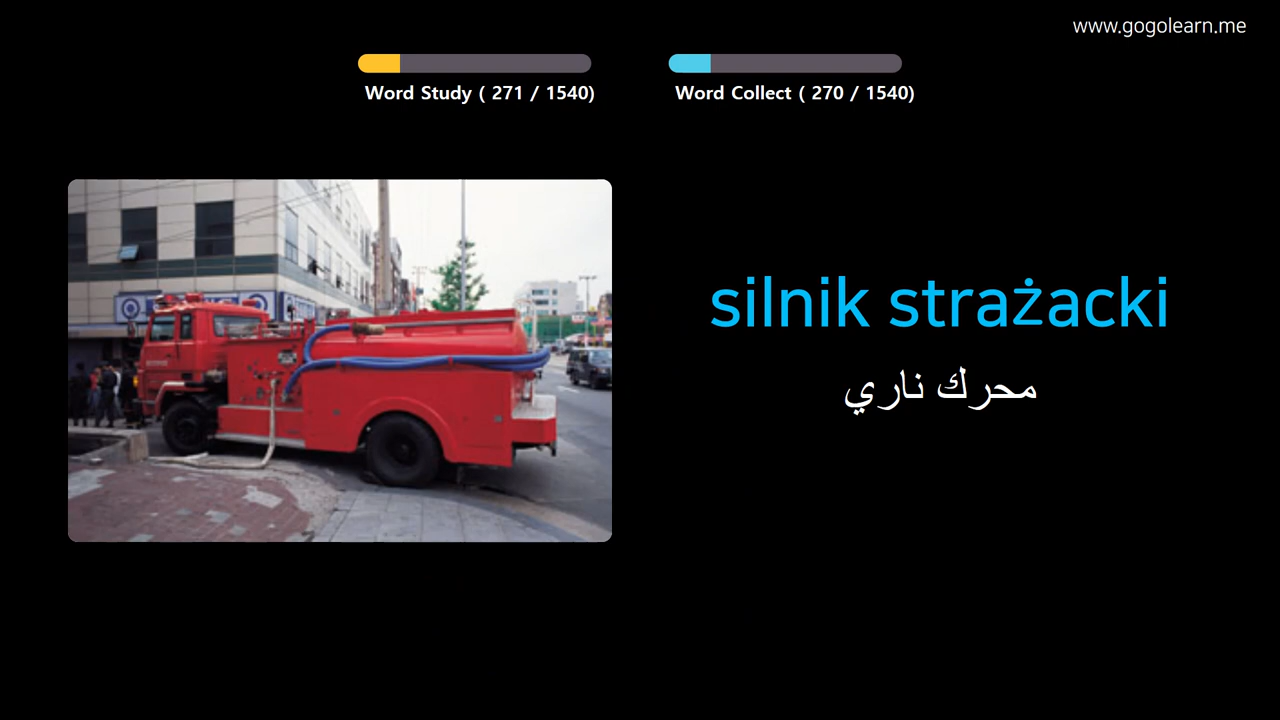 www.gogolearn.me
Word Study ( 271 / 1540)
Word Collect ( 270 / 1540)
silnik strażacki
محرك ناري